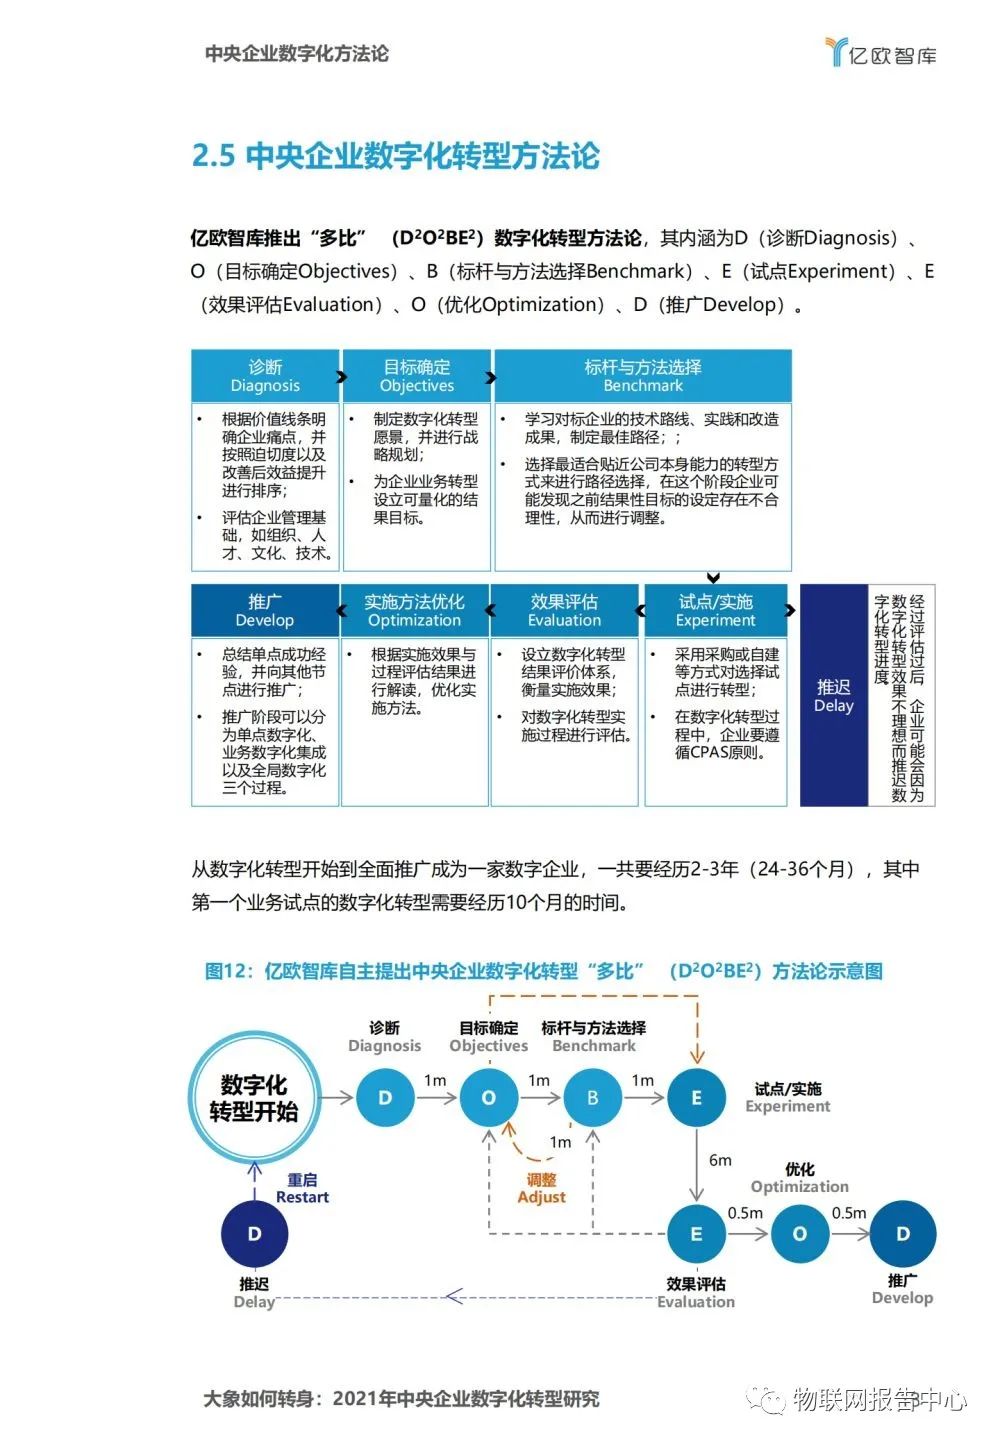 中央企业数字化方法论
亿欧智库
2.5 中央企业数字化转型方法论
亿欧智库推出“多比”（D²O²BE²）数字化转型方法论，其内涵为D（诊断Diagnosis）、
O（目标确定Objectives）、B（标杆与方法选择Benchmark）、E（试点Experiment）、E
（效果评估Evaluation）、O（优化Optimization）、D（推广Develop）。
诊断
Diagnosis
• 根据价值线条明
确企业痛点，并
按照迫切度以及
改善后效益提升
进行排序；
• 评估企业管理基
础，如组织、人
才、文化、技术。
目标确定
Objectives
• 制定数字化转型
愿景，并进行战
略规划；
• 为企业业务转型
设立可量化的结
果目标。
标杆与方法选择
Benchmark
• 学习对标企业的技术路线、实践和改造
成果，制定最佳路径；；
• 选择最适合贴近公司本身能力的转型方
式来进行路径选择，在这个阶段企业可
能发现之前结果性目标的设定存在不合
理性，从而进行调整。
推广
Develop
• 总结单点成功经
验，并向其他节
点进行推广；
• 推广阶段可以分
为单点数字化、
业务数字化集成
以及全局数字化
三个过程。
实施方法优化
Optimization
• 根据实施效果与
过程评估结果进
行解读，优化实
施方法。
效果评估
Evaluation
• 设立数字化转型
结果评价体系，
衡量实施效果；
• 对数字化转型实
施过程进行评估。
试点/实施
Experiment
• 采用采购或自建
等方式对选择试
点进行转型；
• 在数字化转型过
程中，企业要遵
循CPAS原则。
推迟
Delay
经过评估过后，企业可能会因为
数字化转型效果不理想而推迟数
字化转型进度。
从数字化转型开始到全面推广成为一家数字企业，一共要经历2-3年（24-36个月），其中
第一个业务试点的数字化转型需要经历10个月的时间。
图12：亿欧智库自主提出中央企业数字化转型“多比”（D²O²BE²）方法论示意图
数字化
转型开始
诊断
Diagnosis
D
1m
目标确定
Objectives
O
1m
标杆与方法选择
Benchmark
B
1m
E
试点/实施
Experiment
1m
调整
Adjust
6m
重启
Restart
D
推迟
Delay
E
效果评估
Evaluation
0.5m
优化
Optimization
O
0.5m
D
推广
Develop
大象如何转身：2021年中央企业数字化转型研究
物联网报告中心